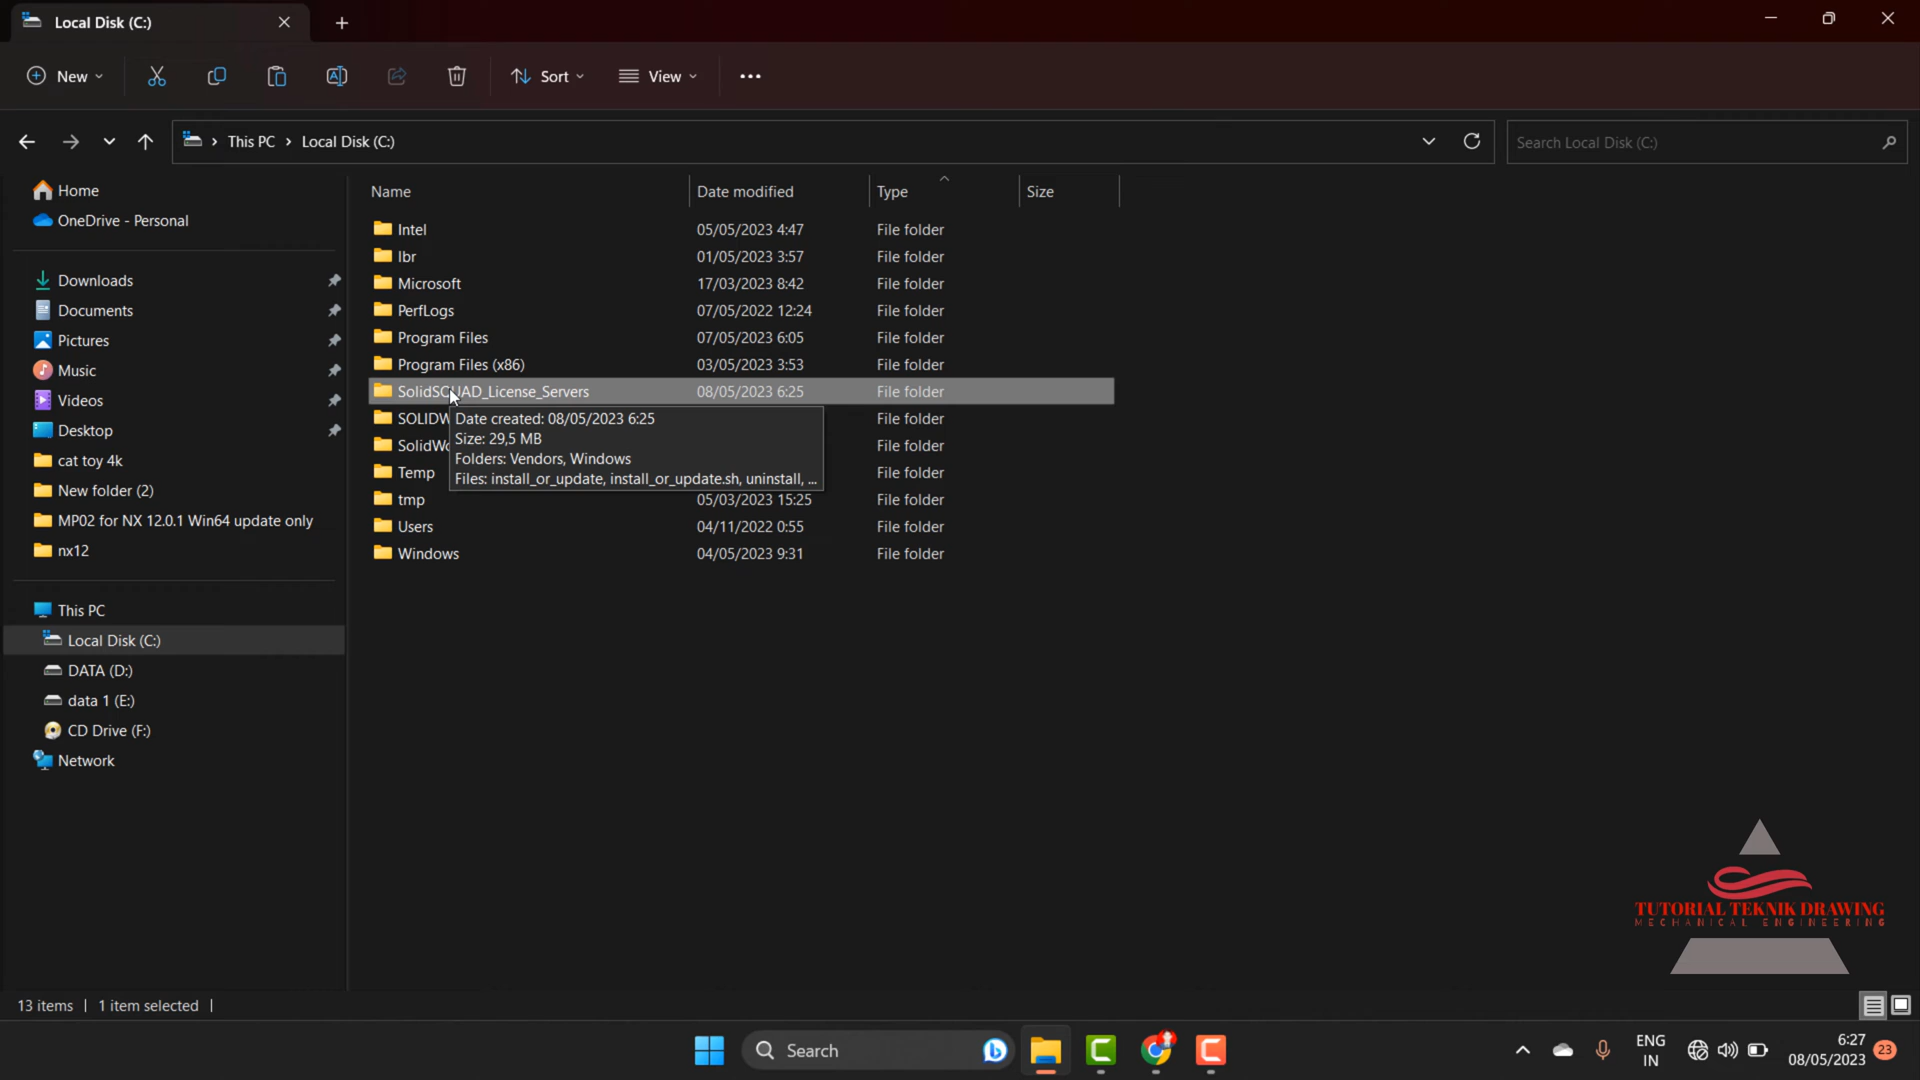 Local Disk (C:)
New
Sort
View
This PC
Local Disk (C:)
Search Local Disk (C:)
Home
OneDrive - Personal
Downloads
Documents
Pictures
Music
Videos
Desktop
cat toy 4k
New folder (2)
MP02 for NX 12.0.1 Win64 update only
nx12
This PC
Local Disk (C:)
DATA (D:)
data 1 (E:)
CD Drive (F:)
Network
Name Date modified Type Size
Intel 05/05/2023 4:47 File folder
lbr 01/05/2023 3:57 File folder
Microsoft 17/03/2023 8:42 File folder
PerfLogs 07/05/2022 12:24 File folder
Program Files 07/05/2023 6:05 File folder
Program Files (x86) 03/05/2023 3:53 File folder
SolidSQUAD_License_Servers 08/05/2023 6:25 File folder
SOLIDW File folder
SolidWo File folder
Temp File folder
tmp 05/03/2023 15:25 File folder
Users 04/11/2022 0:55 File folder
Windows 04/05/2023 9:31 File folder
Date created: 08/05/2023 6:25
Size: 29,5 MB
Folders: Vendors, Windows
Files: install_or_update, install_or_update.sh, uninstall, ...
TUTORIAL TEKNIK DRAWING
MECHANICAL ENGINEERING
13 items
1 item selected
Search
ENG
IN
6:27
08/05/2023
23